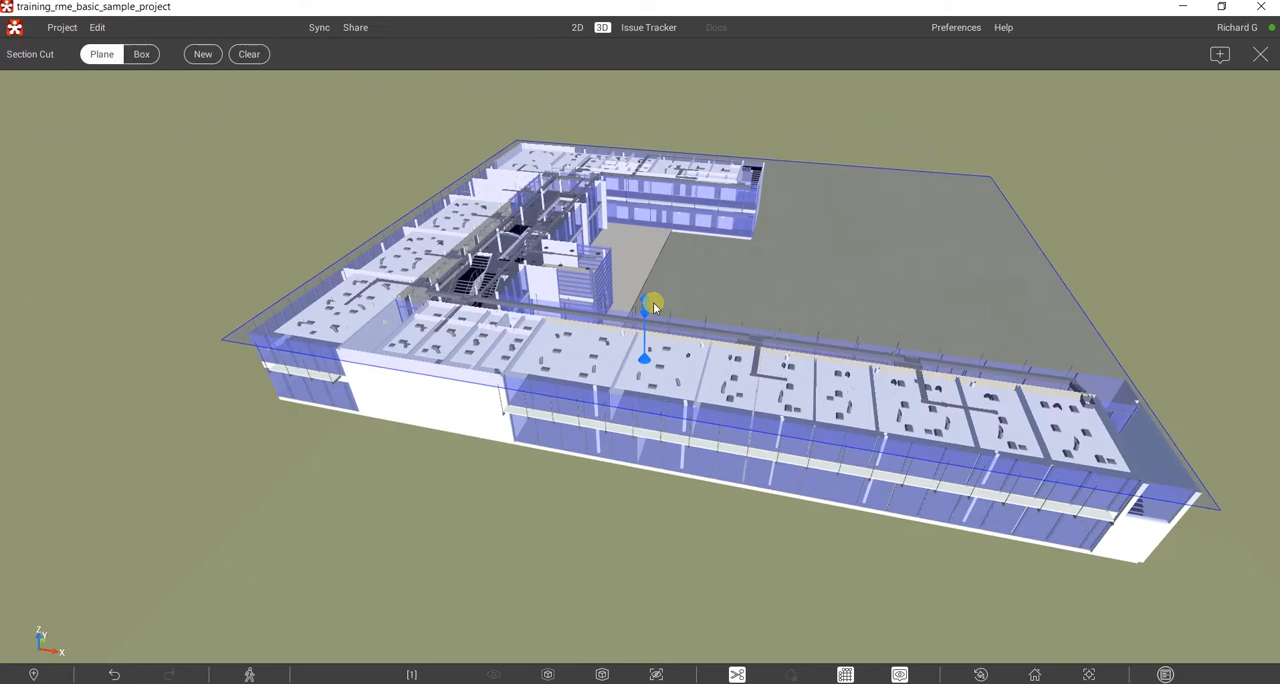 training_rme_basic_sample_project
Project Edit Sync Share 2D 3D Issue Tracker Docs Preferences Help Richard G
Section Cut Plane Box New Clear
Z
Y
X
[1]